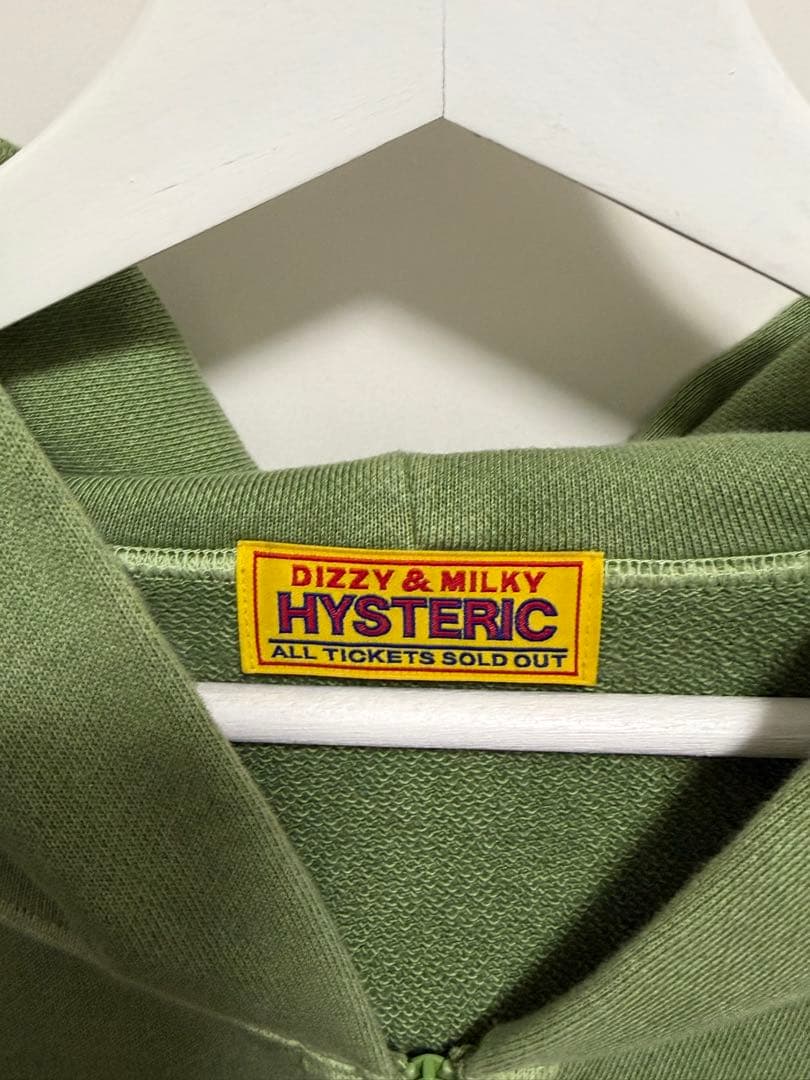 DIZZY & MILKY
HYSTERIC
ALL TICKETS SOLD OUT